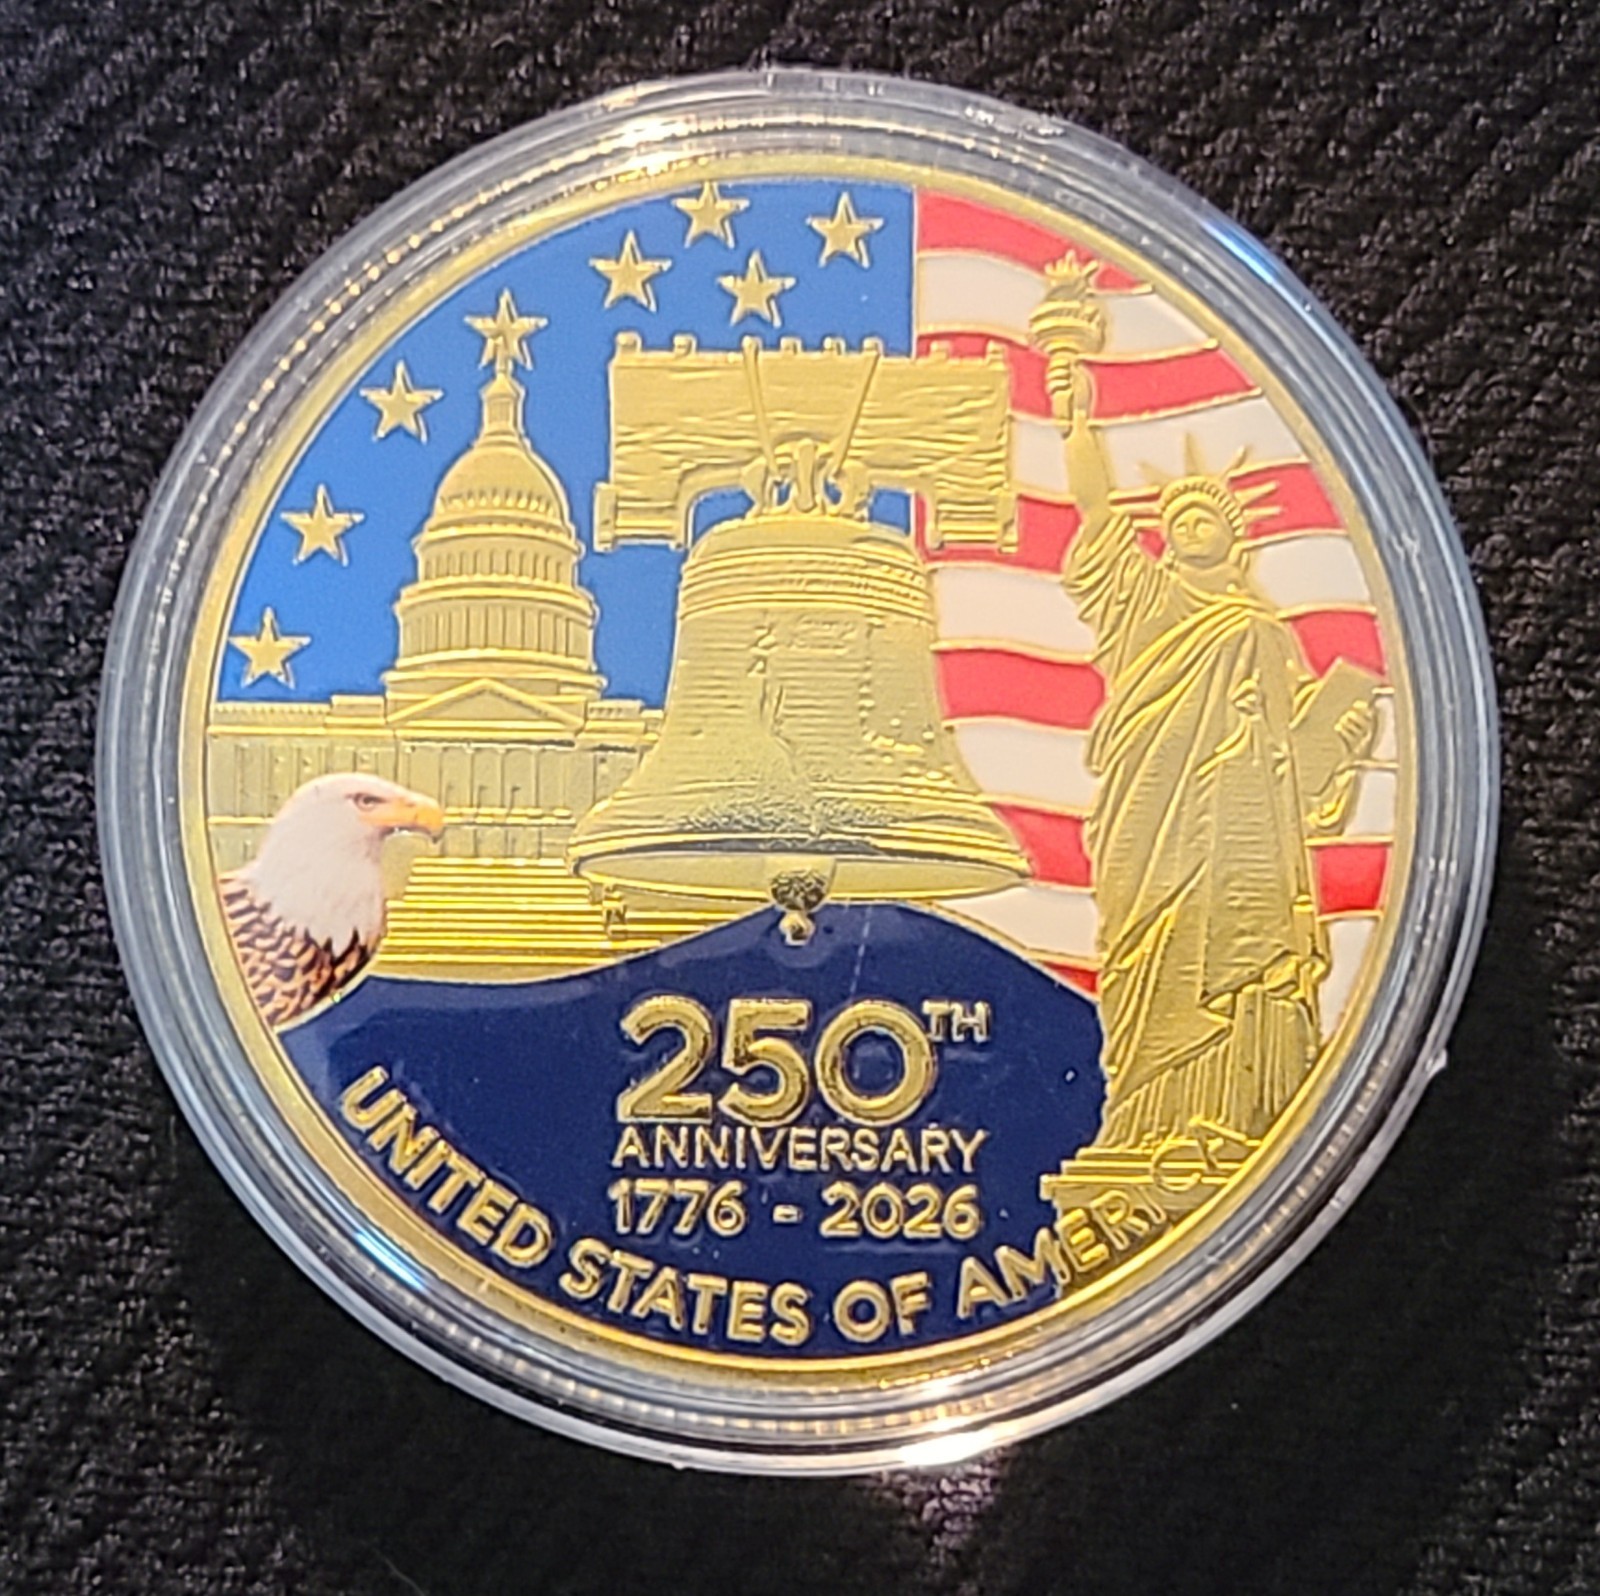 250TH
ANNIVERSARY
1776 - 2026
UNITED STATES OF AMERICA